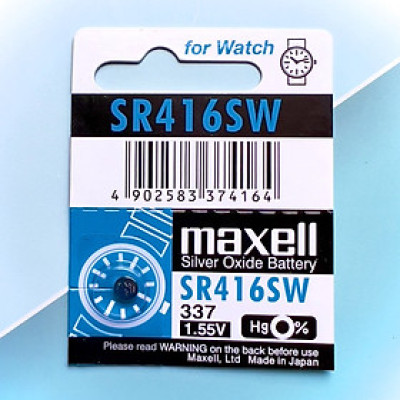 for Watch
SR416SW
4 902583 374164
maxell
Silver Oxide Battery
SR416SW
337
1.55V Hg 0%
Please read WARNING on the back before use
Maxell, Ltd Made in Japan